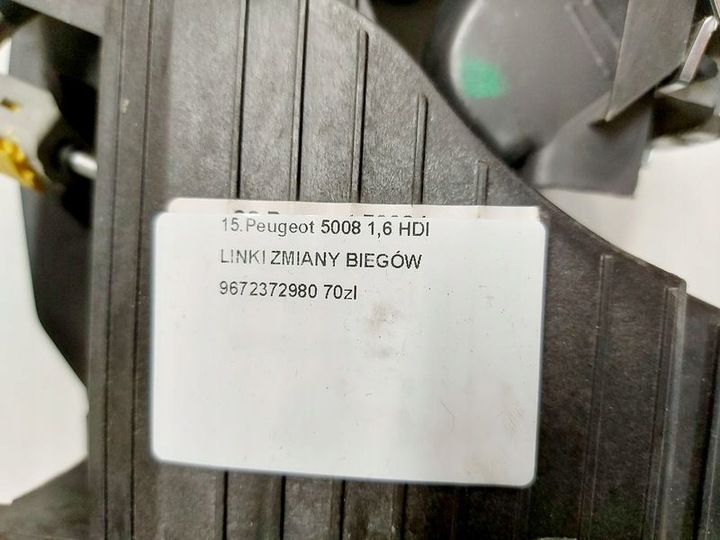 15.Peugeot 5008 1,6 HDI
LINKI ZMIANY BIEGÓW
9672372980 70zl